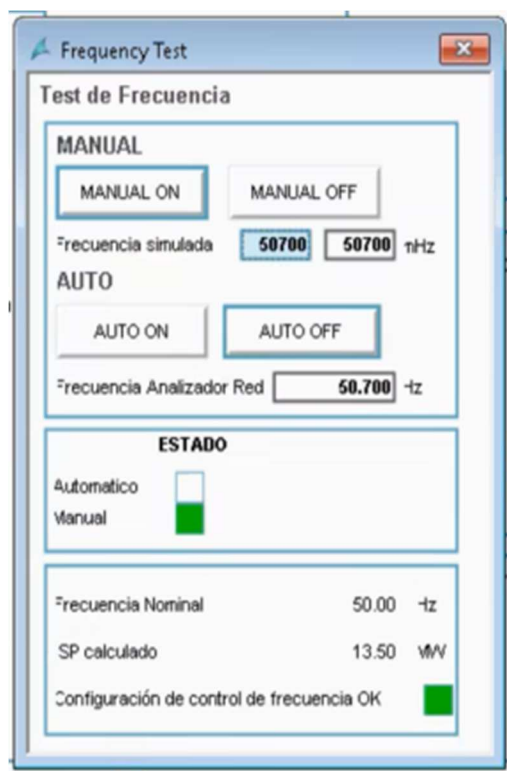 Frequency Test
Test de Frecuencia
MANUAL
MANUAL ON MANUAL OFF
Frecuencia simulada 50700 50700 mHz
AUTO
AUTO ON AUTO OFF
Frecuencia Analizador Red 50.700 Hz
ESTADO
Automatico
Manual
Frecuencia Nominal 50.00 Hz
SP calculado 13.50 MW
Configuración de control de frecuencia OK